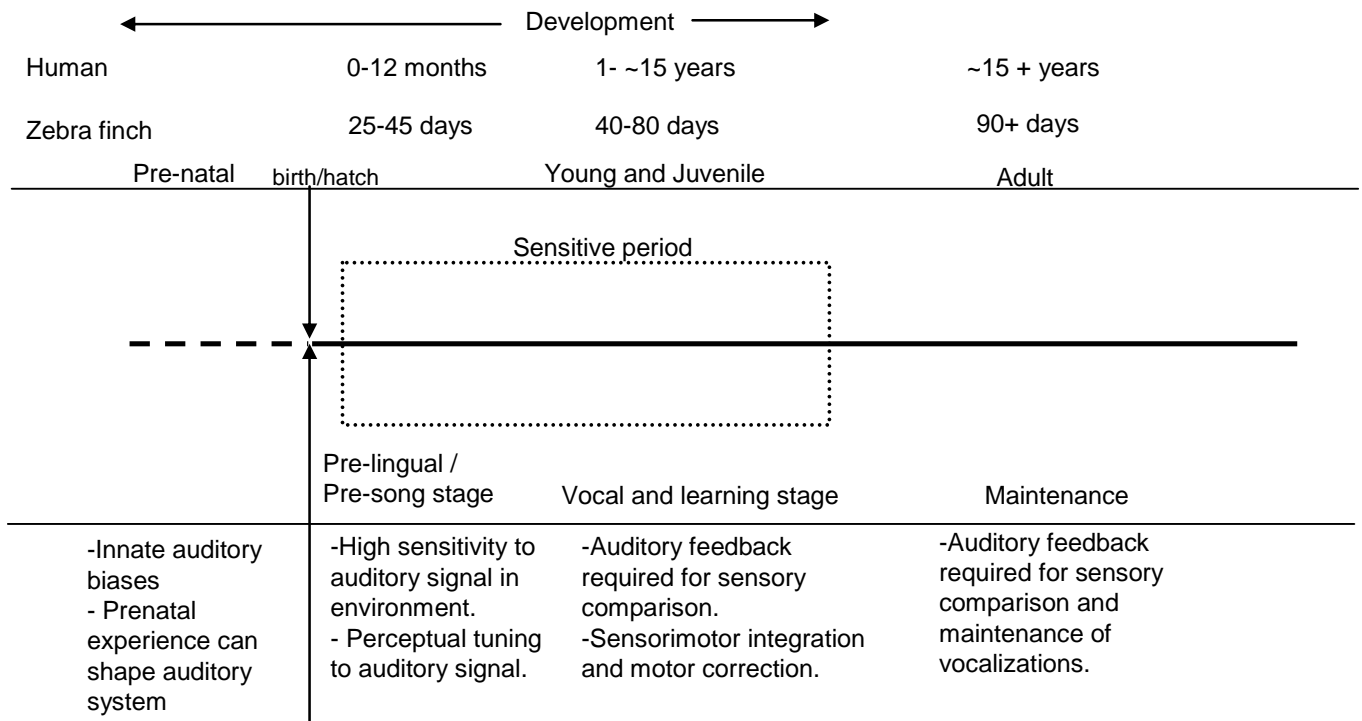 Development
Human 0-12 months 1- ~15 years ~15 + years
Zebra finch 25-45 days 40-80 days 90+ days
Pre-natal birth/hatch Young and Juvenile Adult
Sensitive period
Pre-lingual /
Pre-song stage Vocal and learning stage Maintenance
-Innate auditory
biases
- Prenatal
experience can
shape auditory
system
-High sensitivity to
auditory signal in
environment.
- Perceptual tuning
to auditory signal.
-Auditory feedback
required for sensory
comparison.
-Sensorimotor integration
and motor correction.
-Auditory feedback
required for sensory
comparison and
maintenance of
vocalizations.